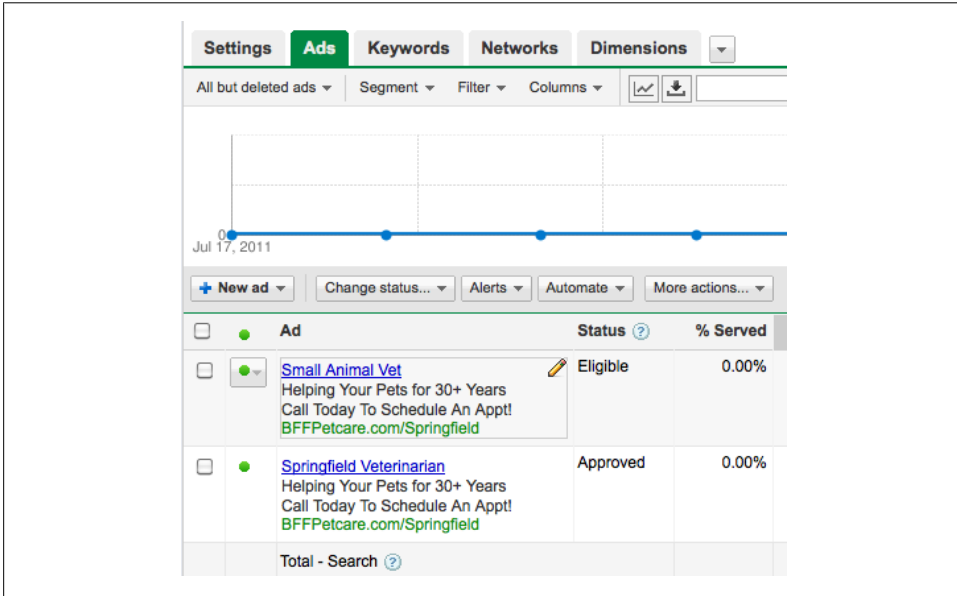 Settings Ads Keywords Networks Dimensions
All but deleted ads Segment Filter Columns
0
Jul 17, 2011
New ad Change status... Alerts Automate More actions...
Ad Status ? % Served
Small Animal Vet Eligible 0.00%
Helping Your Pets for 30+ Years
Call Today To Schedule An Appt!
BFFPetcare.com/Springfield
Springfield Veterinarian Approved 0.00%
Helping Your Pets for 30+ Years
Call Today To Schedule An Appt!
BFFPetcare.com/Springfield
Total - Search ?